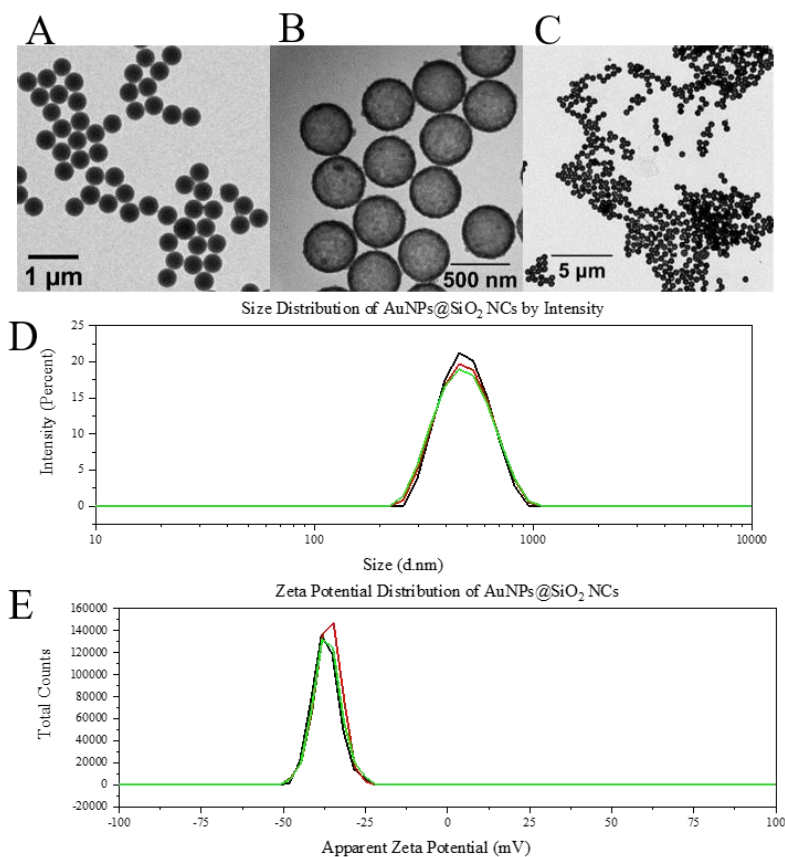 A
B
C
1 µm
500 nm
5 µm
Size Distribution of AuNPs@SiO2 NCs by Intensity
D
25
20
15
10
5
0
Intensity (Percent)
10
100
1000
10000
Size (d.nm)
Zeta Potential Distribution of AuNPs@SiO2 NCs
E
160000
140000
120000
100000
80000
60000
40000
20000
0
-20000
Total Counts
-100
-75
-50
-25
0
25
50
75
100
Apparent Zeta Potential (mV)